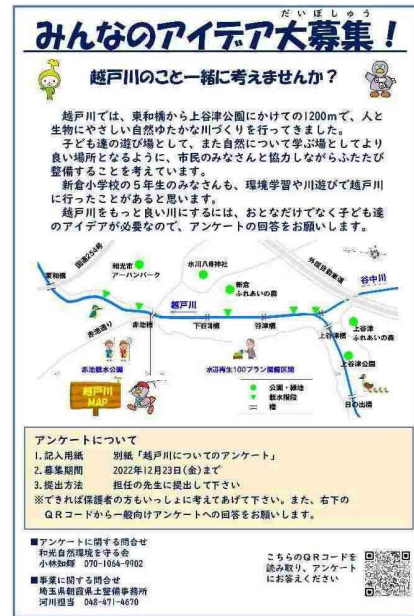 だいぼしゅう
みんなのアイデア大募集!
越戸川のこと一緒に考えませんか?
越戸川では、東和橋から上谷津公園にかけての1200mで、人と
生物にやさしい自然ゆたかな川づくりを行ってきました。
子ども達の遊び場として、また自然について学ぶ場としてより
良い場所となるように、市民のみなさんと協力しながらふたたび
整備することを考えています。
新倉小学校の5年生のみなさんも、環境学習や川遊びで越戸川
に行ったことがあると思います。
越戸川をもっと良い川にするには、おとなだけでなく子ども達
のアイデアが必要なので、アンケートの回答をお願いします。
国道254号
東和橋
和光市
アーバンパーク
氷川八幡神社
新倉
ふれあいの森
外環自動車道
谷中川
越戸川
赤池通り
赤池橋
下谷津橋
谷津橋
上谷津橋
上谷津
ふれあいの森
上谷津公園
日の出橋
赤池親水公園
水辺再生100プラン整備区間
公園・緑地
親水階段
橋
越戸川
MAP
アンケートについて
1.記入用紙 別紙「越戸川についてのアンケート」
2.募集期間 2022年12月23日(金)まで
3.提出方法 担任の先生に提出して下さい
※できれば保護者の方もいっしょに考えてあげて下さい。また、右下の
QRコードから一般向けアンケートへの回答をお願いします。
■アンケートに関する問合せ
和光自然環境を守る会
小林知輝 070-1064-9902
■事業に関する問合せ
埼玉県朝霞県土整備事務所
河川担当 048-471-4670
こちらのQRコードを
読み取り、アンケート
にお答えください